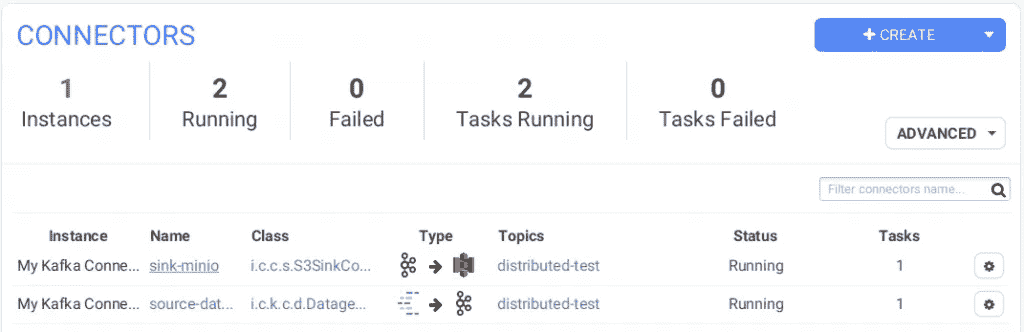 CONNECTORS
+ CREATE
1 2 0 2 0
Instances Running Failed Tasks Running Tasks Failed
ADVANCED
Filter connectors name...
Instance Name Class Type Topics Status Tasks
My Kafka Conne... sink-minio i.c.c.s.S3SinkCo... distributed-test Running 1
My Kafka Conne... source-dat... i.c.k.c.d.Datage... distributed-test Running 1